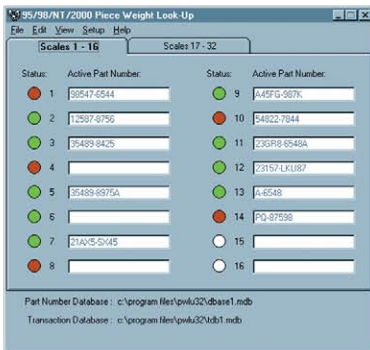 95/98/NT/2000 Piece Weight Look-Up
File Edit View Setup Help
Scales 1 - 16 Scales 17 - 32
Status: Active Part Number: Status: Active Part Number:
1 98547-6544 9 A45FG-987K
2 12587-8756 10 54822-7844
3 35489-8425 11 23GR8-6548A
4 12 23157-LKU87
5 35489-8975A 13 A-6548
6 14 PQ-87598
7 21AX5-SX45 15
8 16
Part Number Database : c:\program files\pwlu32\dbase1.mdb
Transaction Database : c:\program files\pwlu32\tdb1.mdb